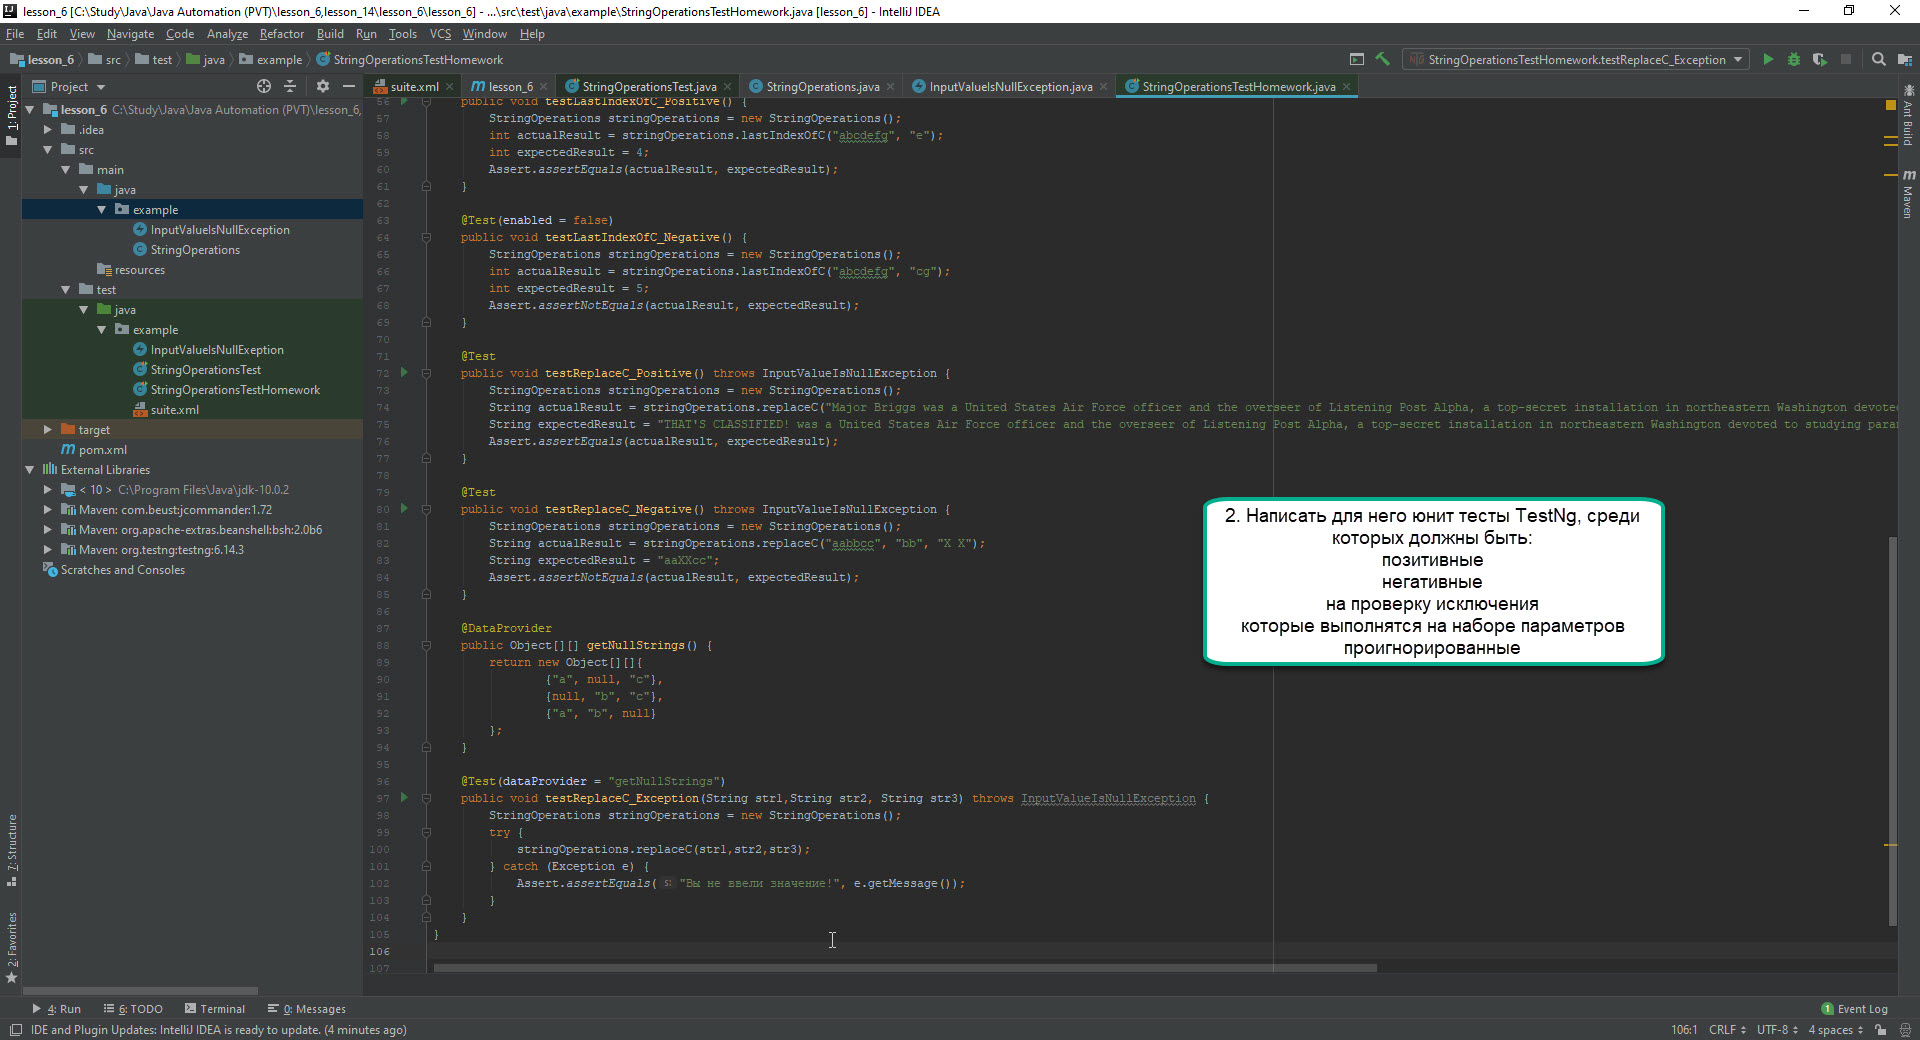 lesson_6 [C:\Study\Java\Java Automation (PVT)\lesson_6,lesson_14\lesson_6\lesson_6] - ...\src\test\java\example\StringOperationsTestHomework.java [lesson_6] - IntelliJ IDEA
File Edit View Navigate Code Analyze Refactor Build Run Tools VCS Window Help
lesson_6 src test java example StringOperationsTestHomework
StringOperationsTestHomework.testReplaceC_Exception
Project
suite.xml lesson_6 StringOperationsTest.java StringOperations.java InputValueIsNullException.java StringOperationsTestHomework.java
1: Project
7: Structure
2: Favorites
lesson_6 C:\Study\Java\Java Automation (PVT)\lesson_6,
.idea
src
main
java
example
InputValueIsNullException
StringOperations
resources
test
java
example
InputValueIsNullExeption
StringOperationsTest
StringOperationsTestHomework
suite.xml
target
pom.xml
External Libraries
< 10 > C:\Program Files\Java\jdk-10.0.2
Maven: com.beust:jcommander:1.72
Maven: org.apache-extras.beanshell:bsh:2.0b6
Maven: org.testng:testng:6.14.3
Scratches and Consoles
56 public void testLastIndexOfC_Positive() {
57 StringOperations stringOperations = new StringOperations();
58 int actualResult = stringOperations.lastIndexOfC("abcdefg", "e");
59 int expectedResult = 4;
60 Assert.assertEquals(actualResult, expectedResult);
61 }
62
63 @Test(enabled = false)
64 public void testLastIndexOfC_Negative() {
65 StringOperations stringOperations = new StringOperations();
66 int actualResult = stringOperations.lastIndexOfC("abcdefg", "cg");
67 int expectedResult = 5;
68 Assert.assertNotEquals(actualResult, expectedResult);
69 }
70
71 @Test
72 public void testReplaceC_Positive() throws InputValueIsNullException {
73 StringOperations stringOperations = new StringOperations();
74 String actualResult = stringOperations.replaceC("Major Briggs was a United States Air Force officer and the overseer of Listening Post Alpha, a top-secret installation in northeastern Washington devote
75 String expectedResult = "THAT'S CLASSIFIED! was a United States Air Force officer and the overseer of Listening Post Alpha, a top-secret installation in northeastern Washington devoted to studying para
76 Assert.assertEquals(actualResult, expectedResult);
77 }
78
79 @Test
80 public void testReplaceC_Negative() throws InputValueIsNullException {
81 StringOperations stringOperations = new StringOperations();
82 String actualResult = stringOperations.replaceC("aabbcc", "bb", "X X");
83 String expectedResult = "aaXXcc";
84 Assert.assertNotEquals(actualResult, expectedResult);
85 }
86
87 @DataProvider
88 public Object[][] getNullStrings() {
89 return new Object[][]{
90 {"a", null, "c"},
91 {null, "b", "c"},
92 {"a", "b", null}
93 };
94 }
95
96 @Test(dataProvider = "getNullStrings")
97 public void testReplaceC_Exception(String str1,String str2, String str3) throws InputValueIsNullException {
98 StringOperations stringOperations = new StringOperations();
99 try {
100 stringOperations.replaceC(str1,str2,str3);
101 } catch (Exception e) {
102 Assert.assertEquals( s: "Вы не ввели значение!", e.getMessage());
103 }
104 }
105 }
106
107
2. Написать для него юнит тесты TestNg, среди
которых должны быть:
позитивные
негативные
на проверку исключения
которые выполнятся на наборе параметров
проигнорированные
Ant Build
Maven
4: Run 6: TODO Terminal 0: Messages 1 Event Log
IDE and Plugin Updates: IntelliJ IDEA is ready to update. (4 minutes ago) 106:1 CRLF UTF-8 4 spaces